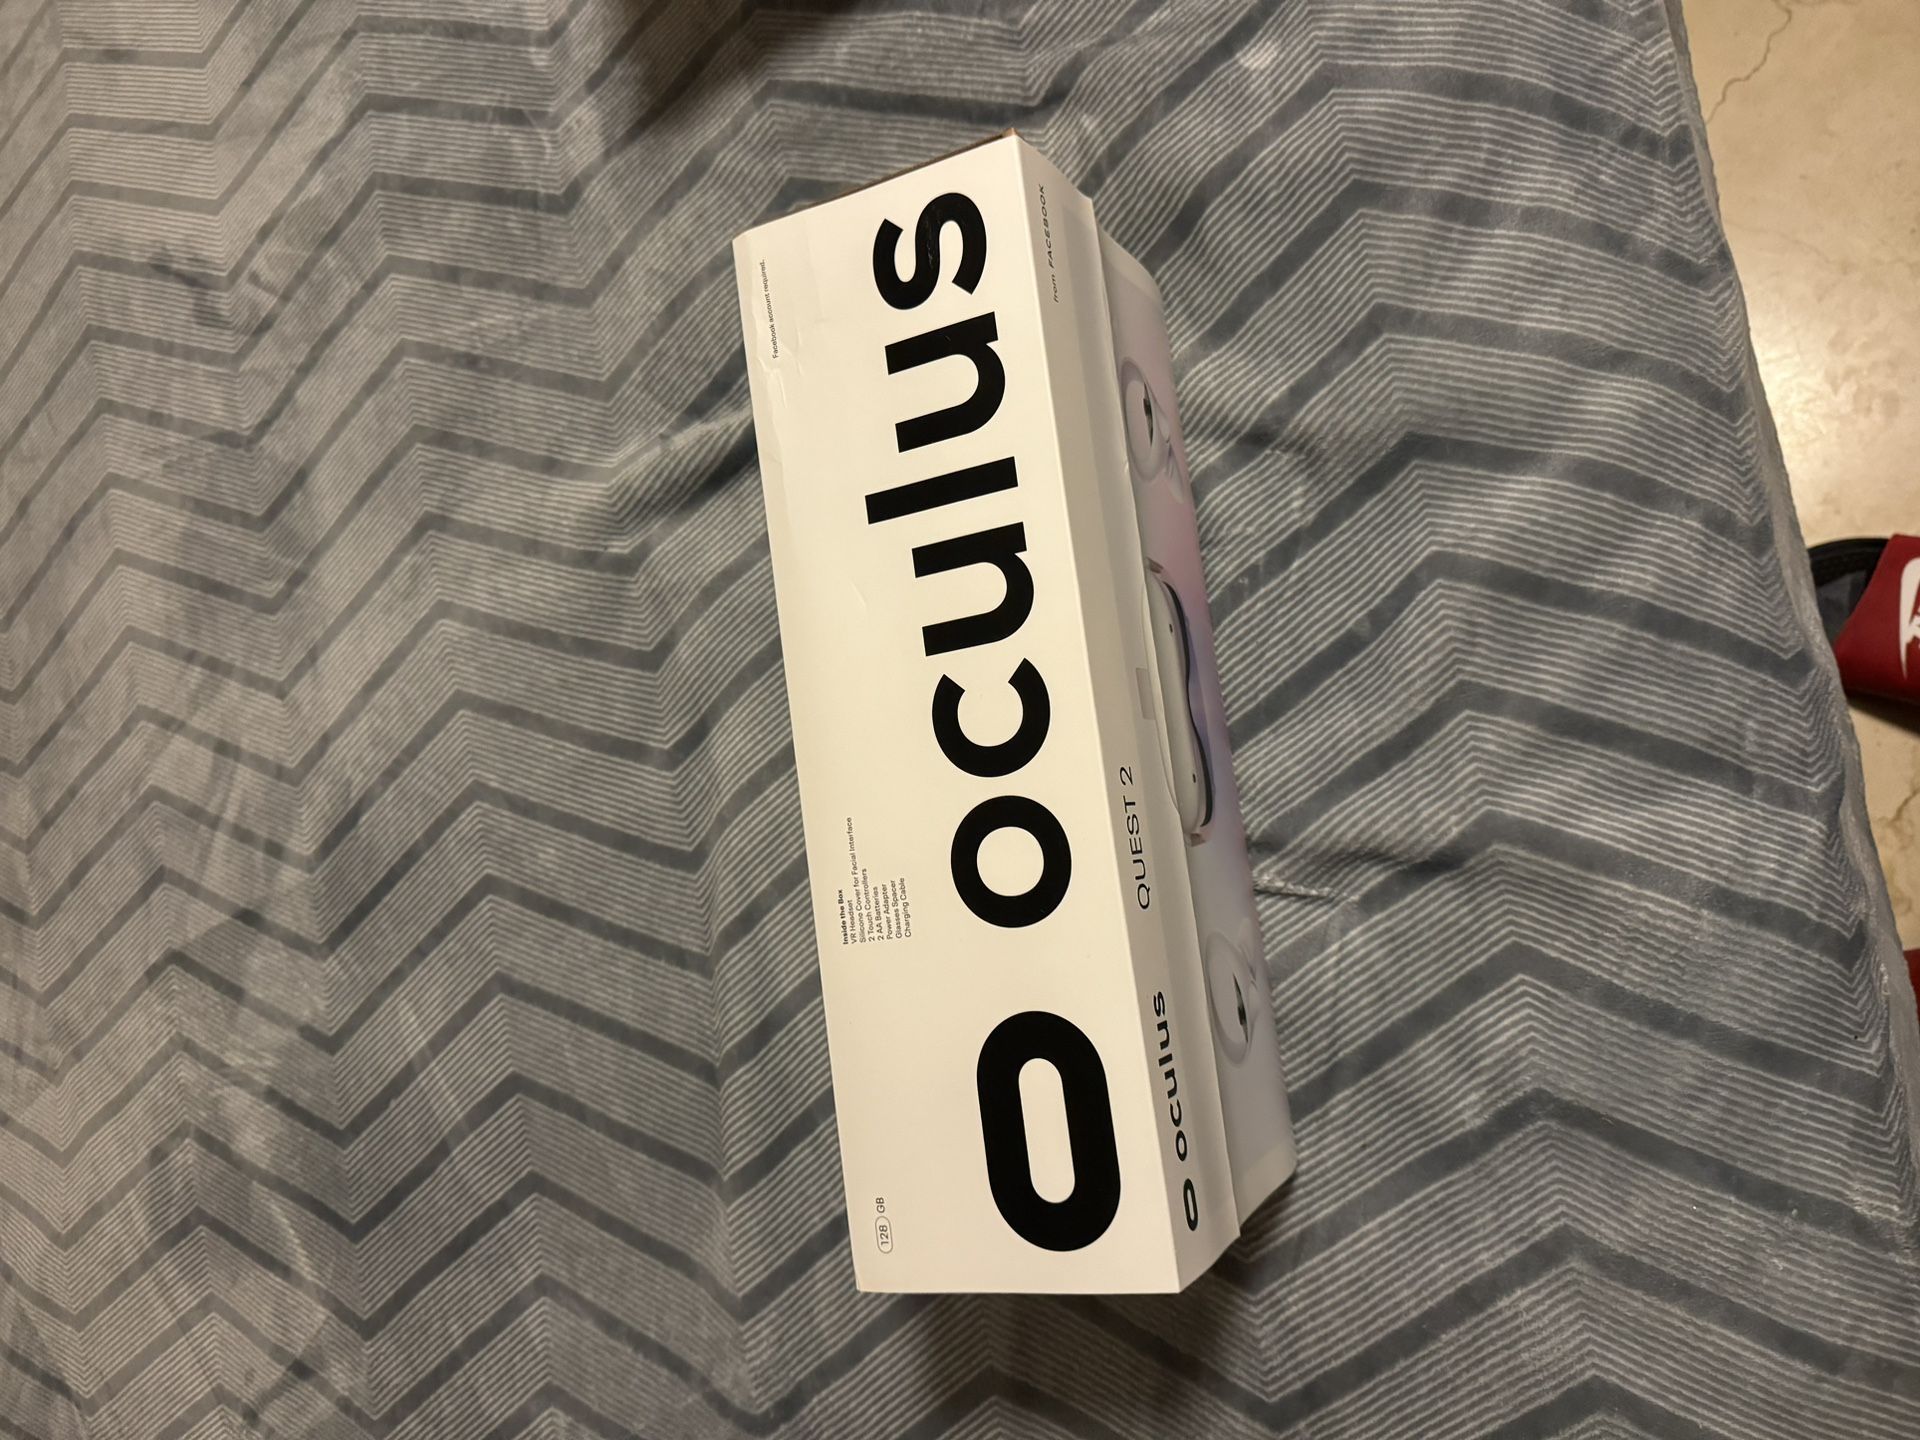 oculus
Facebook account required.
Inside the Box
VR Headset
Silicone Cover for Facial Interface
2 Touch Controllers
2 AA Batteries
Power Adapter
Glasses Spacer
Charging Cable
128 GB
oculus
QUEST 2
from FACEBOOK